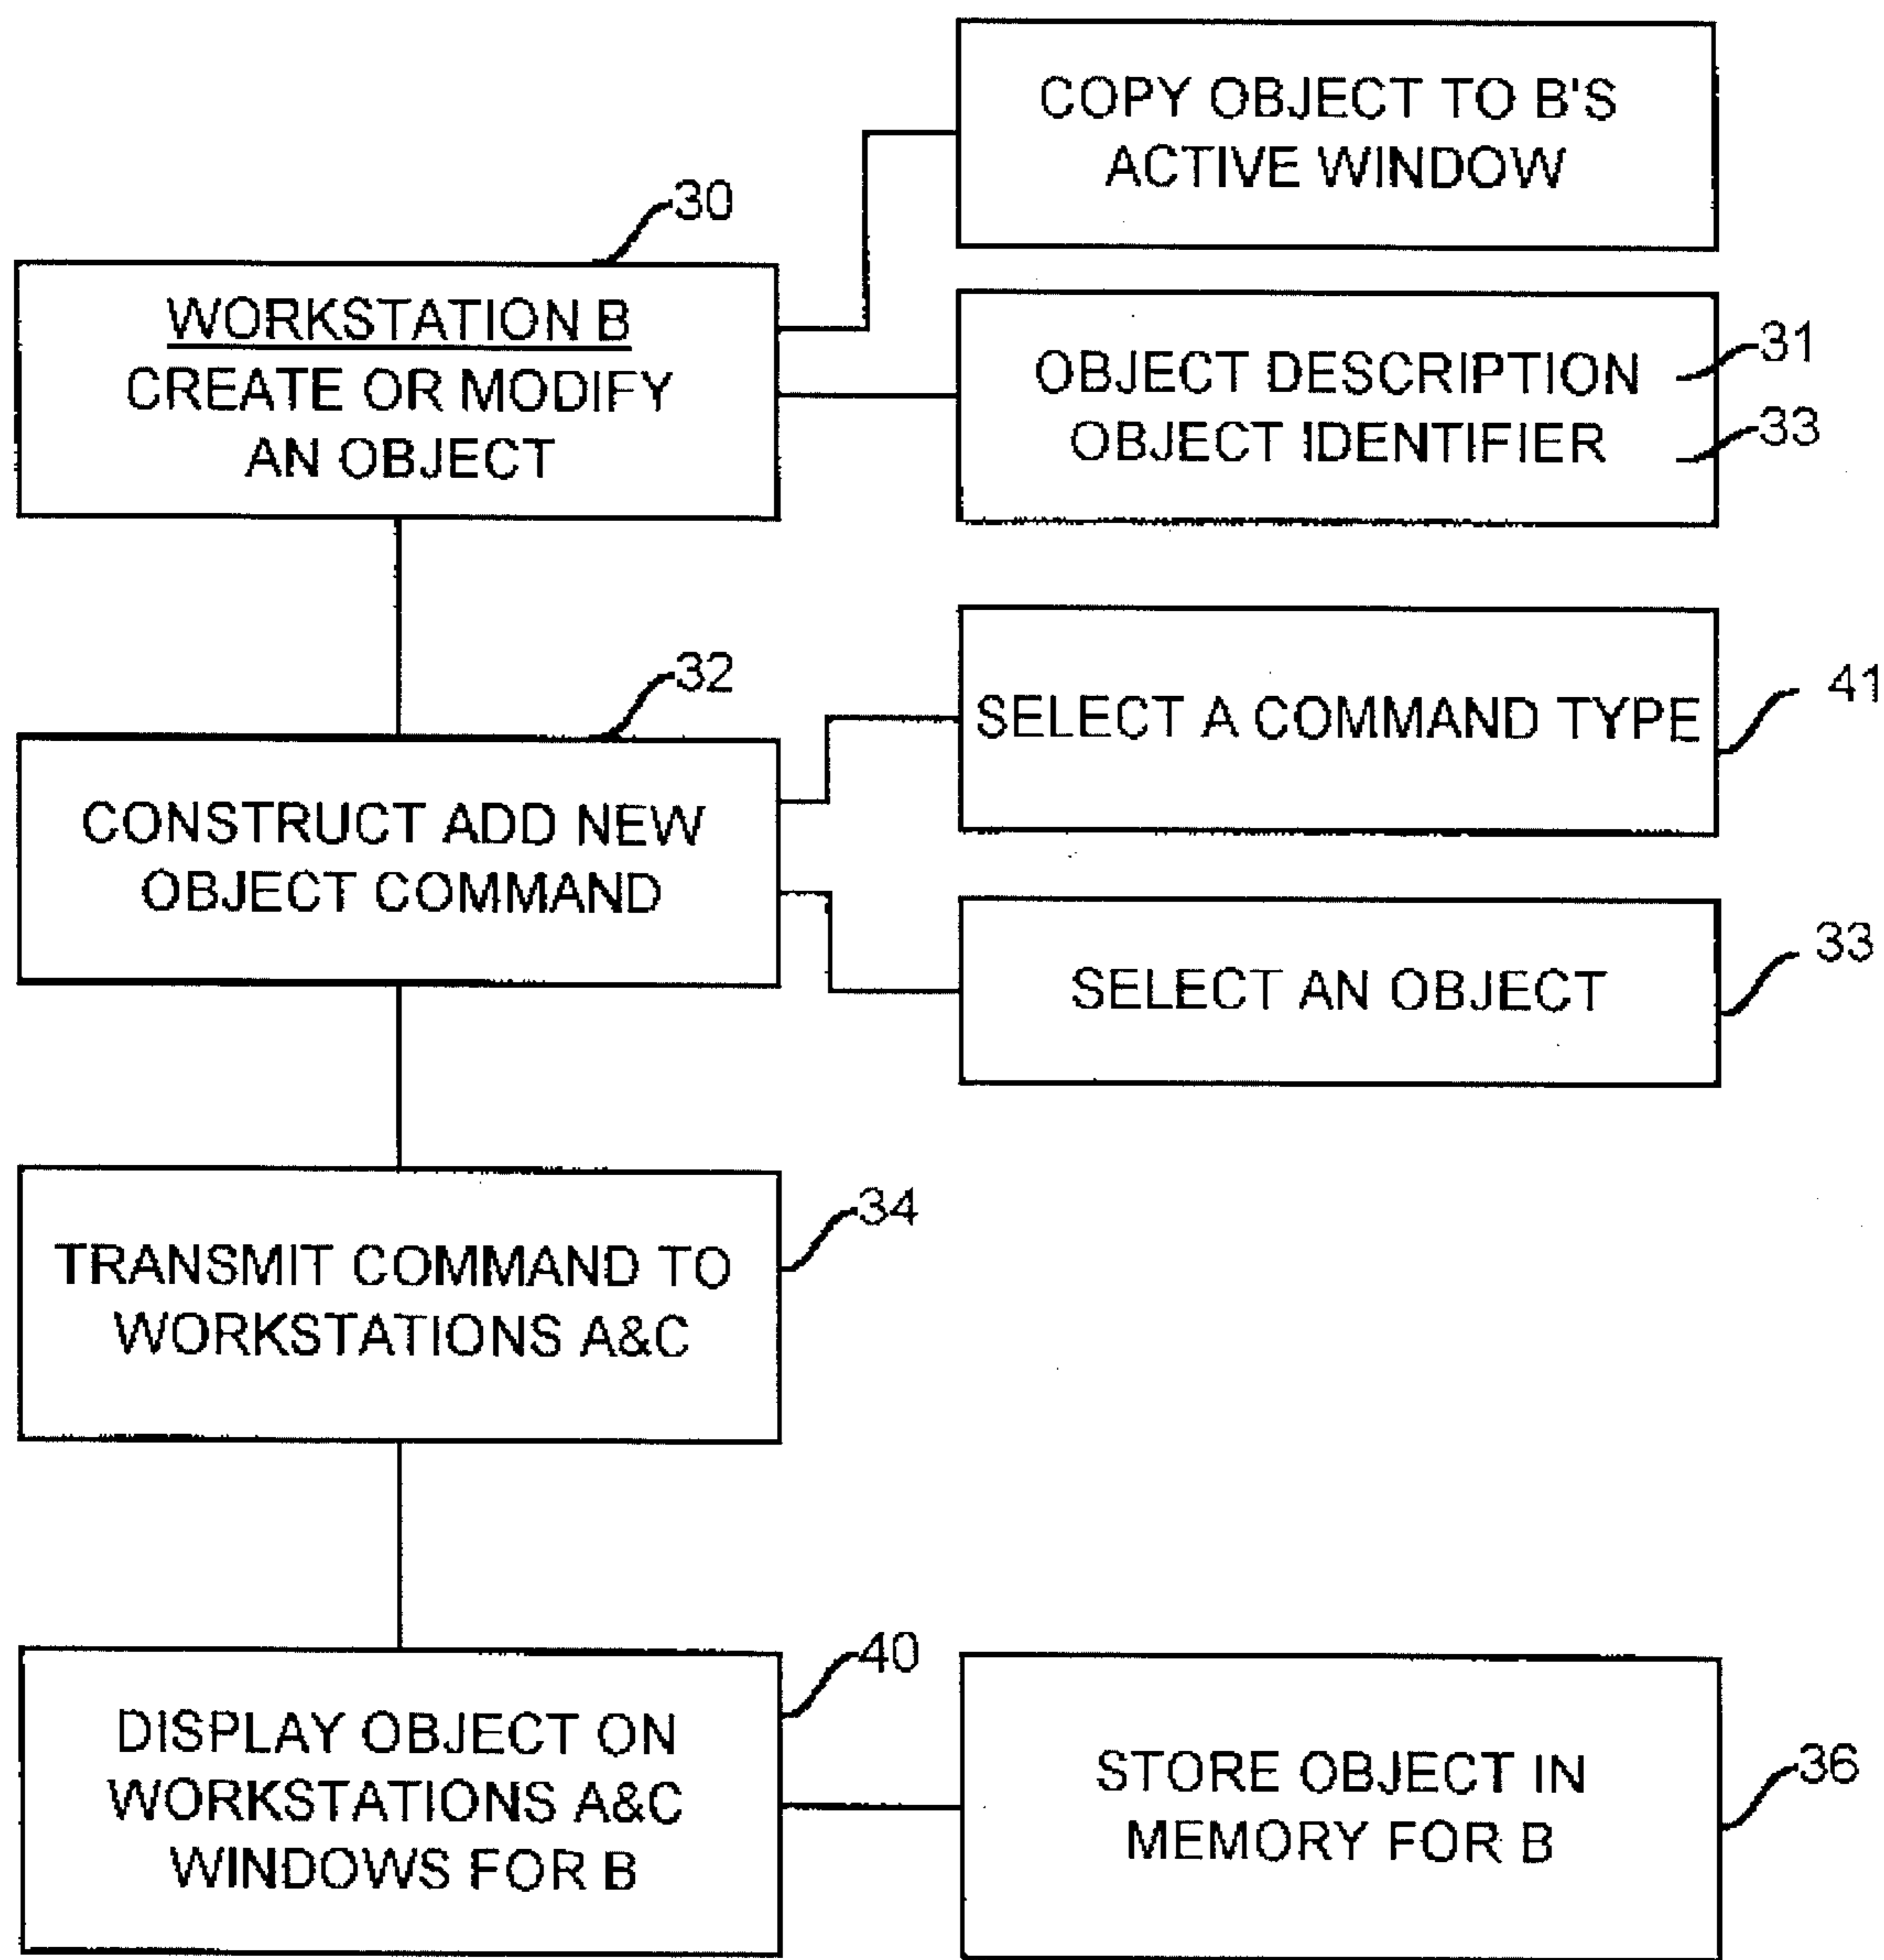 COPY OBJECT TO B'S
ACTIVE WINDOW
30
WORKSTATION B
CREATE OR MODIFY
AN OBJECT
OBJECT DESCRIPTION 31
OBJECT IDENTIFIER 33
32
CONSTRUCT ADD NEW
OBJECT COMMAND
SELECT A COMMAND TYPE 41
SELECT AN OBJECT 33
TRANSMIT COMMAND TO
WORKSTATIONS A&C
34
DISPLAY OBJECT ON
WORKSTATIONS A&C
WINDOWS FOR B
40
STORE OBJECT IN
MEMORY FOR B
36